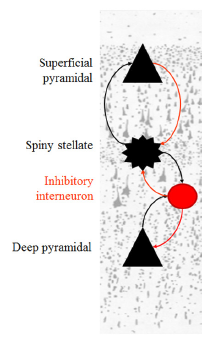 Superficial
pyramidal
Spiny stellate
Inhibitory
interneuron
Deep pyramidal